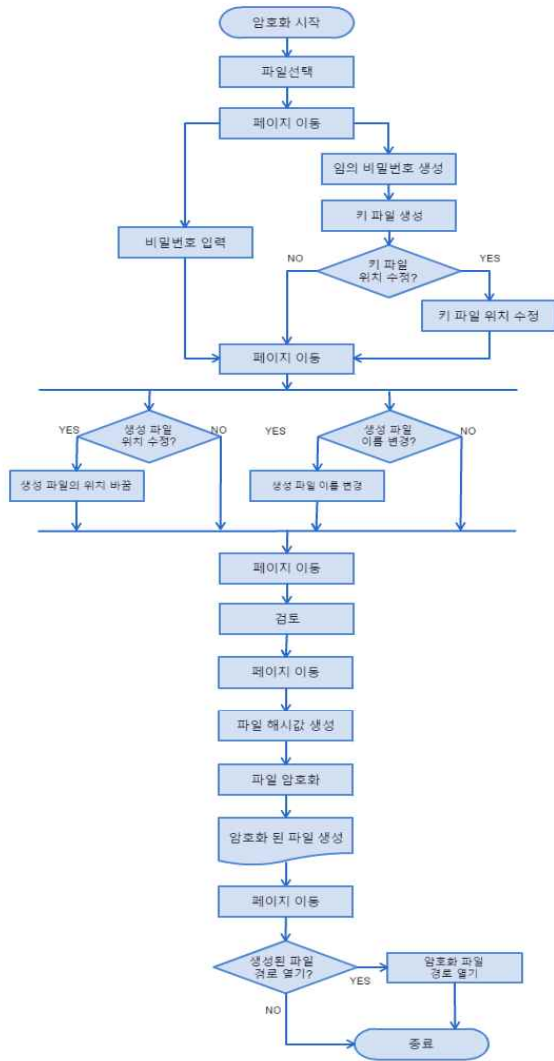 암호화 시작
파일선택
페이지 이동
임의 비밀번호 생성
키 파일 생성
비밀번호 입력
NO
키 파일
위치 수정?
YES
키 파일 위치 수정
페이지 이동
YES
생성 파일
위치 수정?
NO
YES
생성 파일
이름 변경?
NO
생성 파일의 위치 바꿈
생성 파일 이름 변경
페이지 이동
검토
페이지 이동
파일 해시값 생성
파일 암호화
암호화 된 파일 생성
페이지 이동
생성된 파일
경로 열기?
YES
암호화 파일
경로 열기
NO
종료